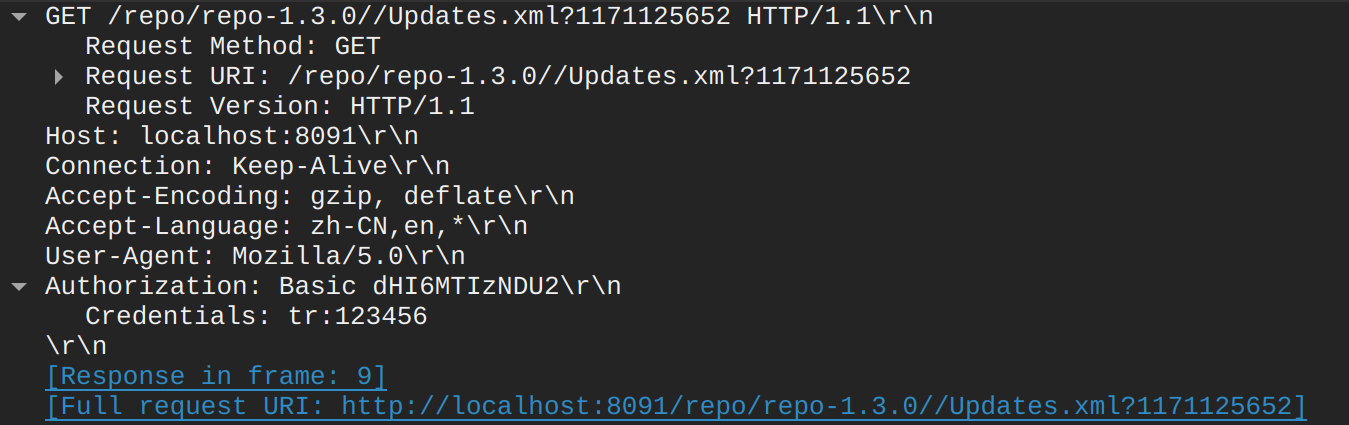 GET /repo/repo-1.3.0//Updates.xml?1171125652 HTTP/1.1\r\n
Request Method: GET
Request URI: /repo/repo-1.3.0//Updates.xml?1171125652
Request Version: HTTP/1.1
Host: localhost:8091\r\n
Connection: Keep-Alive\r\n
Accept-Encoding: gzip, deflate\r\n
Accept-Language: zh-CN,en,*\r\n
User-Agent: Mozilla/5.0\r\n
Authorization: Basic dHI6MTIzNDU2\r\n
Credentials: tr:123456
\r\n
[Response in frame: 9]
[Full request URI: http://localhost:8091/repo/repo-1.3.0//Updates.xml?1171125652]